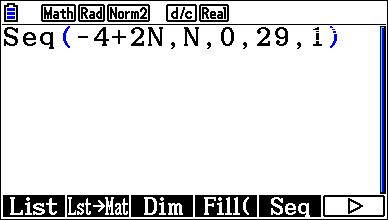 Math Rad Norm2 d/c Real
Seq(-4+2N,N,0,29,1)
List Lst→Mat Dim Fill( Seq ▷